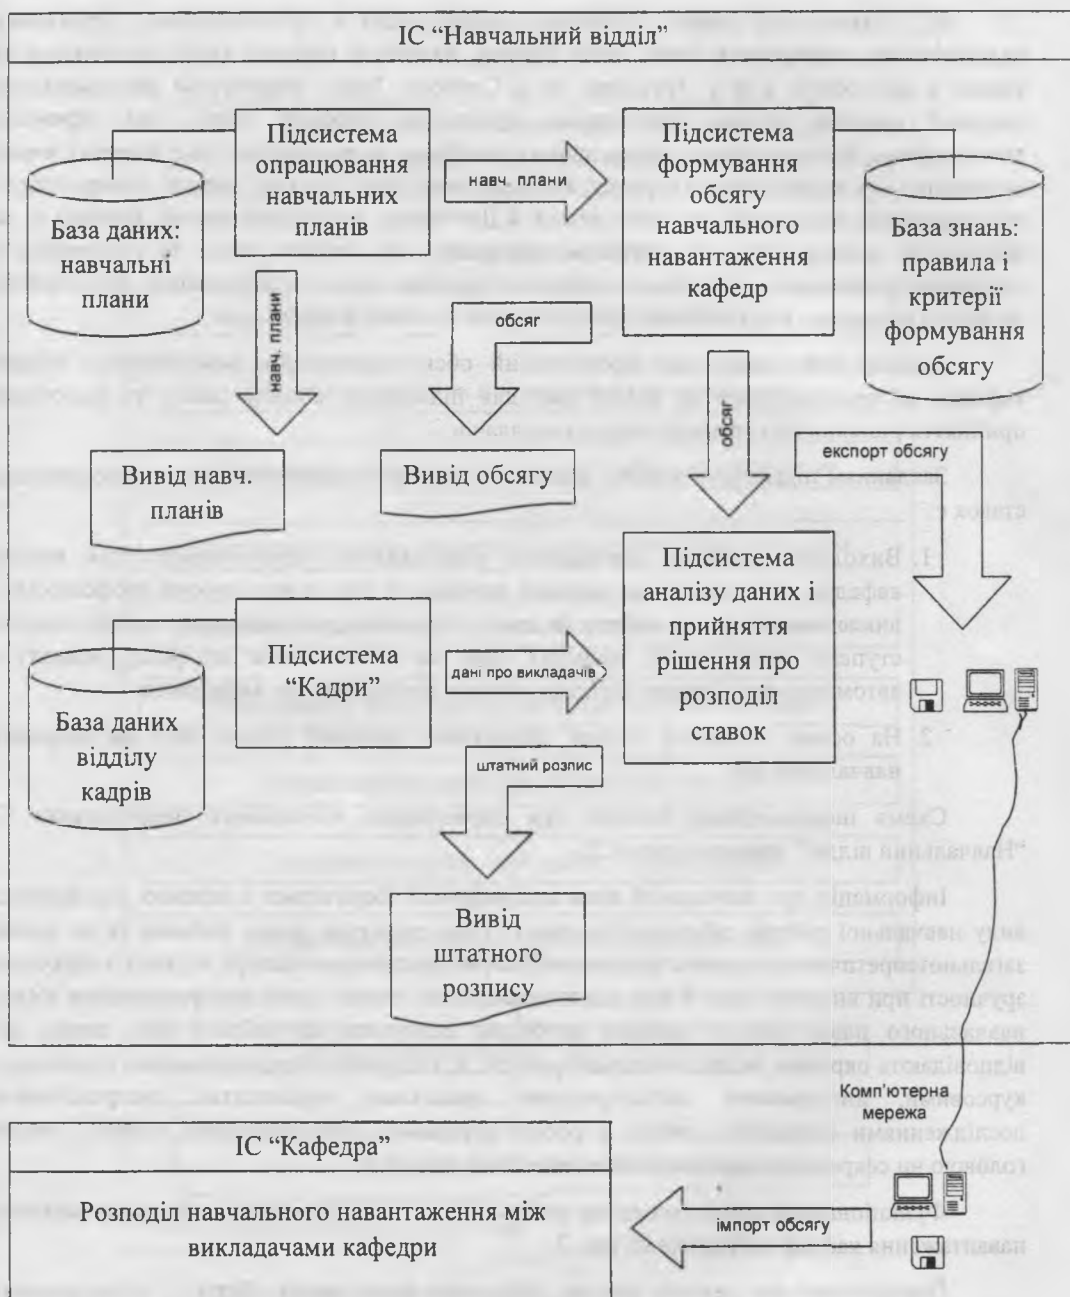 ІС “Навчальний відділ”
База даних:
навчальні
плани
Підсистема
опрацювання
навчальних
планів
навч. плани
Підсистема
формування
обсягу
навчального
навантаження
кафедр
База знань:
правила і
критерії
формування
обсягу
навч. плани
обсяг
обсяг
експорт обсягу
Вивід навч.
планів
Вивід обсягу
База даних
відділу
кадрів
Підсистема
“Кадри”
дані про викладачів
Підсистема
аналізу даних і
прийняття
рішення про
розподіл
ставок
штатний розпис
Вивід
штатного
розпису
Комп'ютерна
мережа
ІС “Кафедра”
Розподіл навчального навантаження між
викладачами кафедри
імпорт обсягу